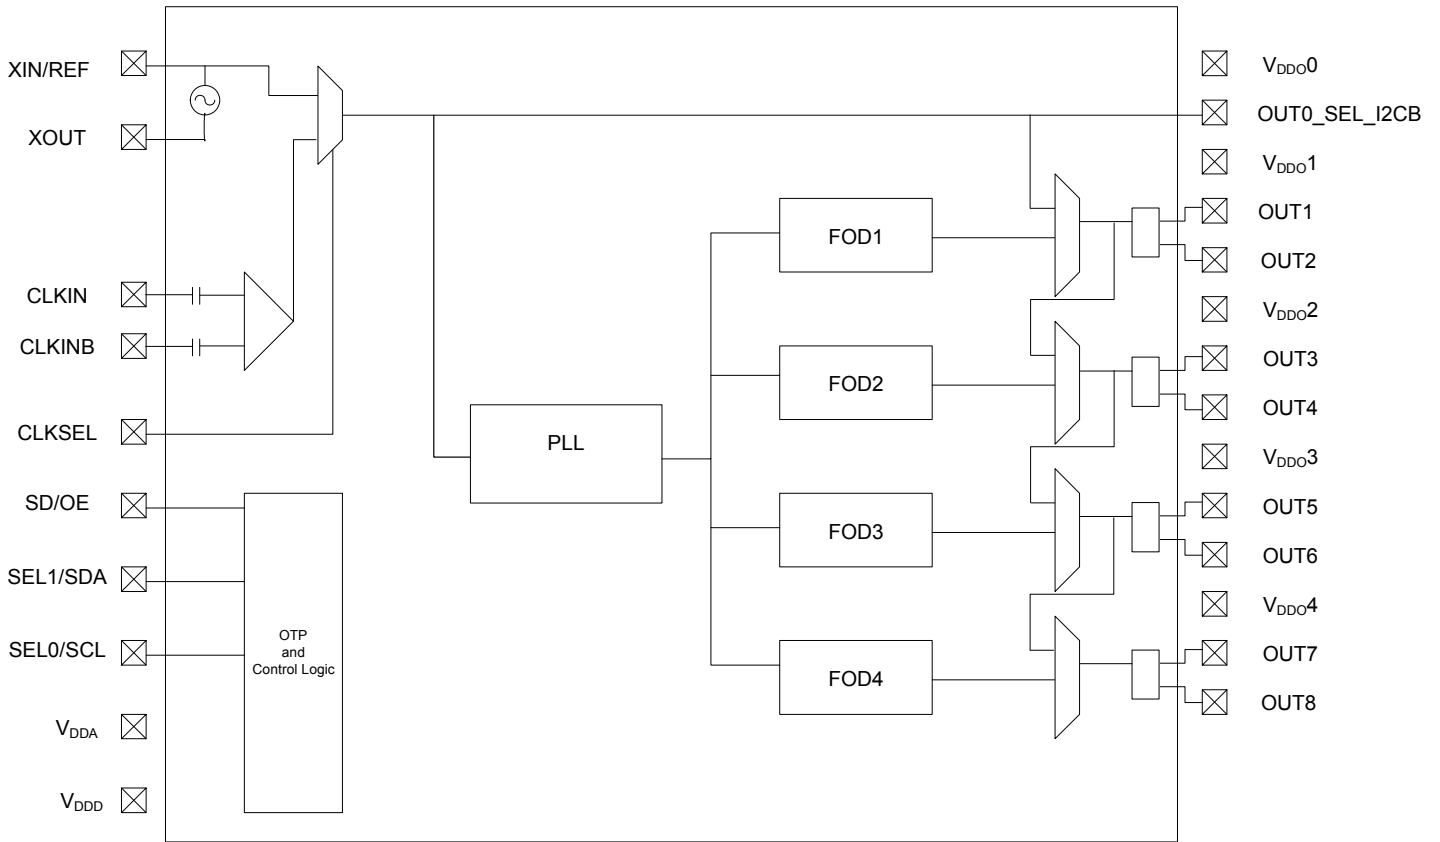 XIN/REF
XOUT
CLKIN
CLKINB
CLKSEL
SD/OE
SEL1/SDA
SEL0/SCL
VDDA
VDDD
OTP
and
Control Logic
PLL
FOD1
FOD2
FOD3
FOD4
VDDO0
OUT0_SEL_I2CB
VDDO1
OUT1
OUT2
VDDO2
OUT3
OUT4
VDDO3
OUT5
OUT6
VDDO4
OUT7
OUT8